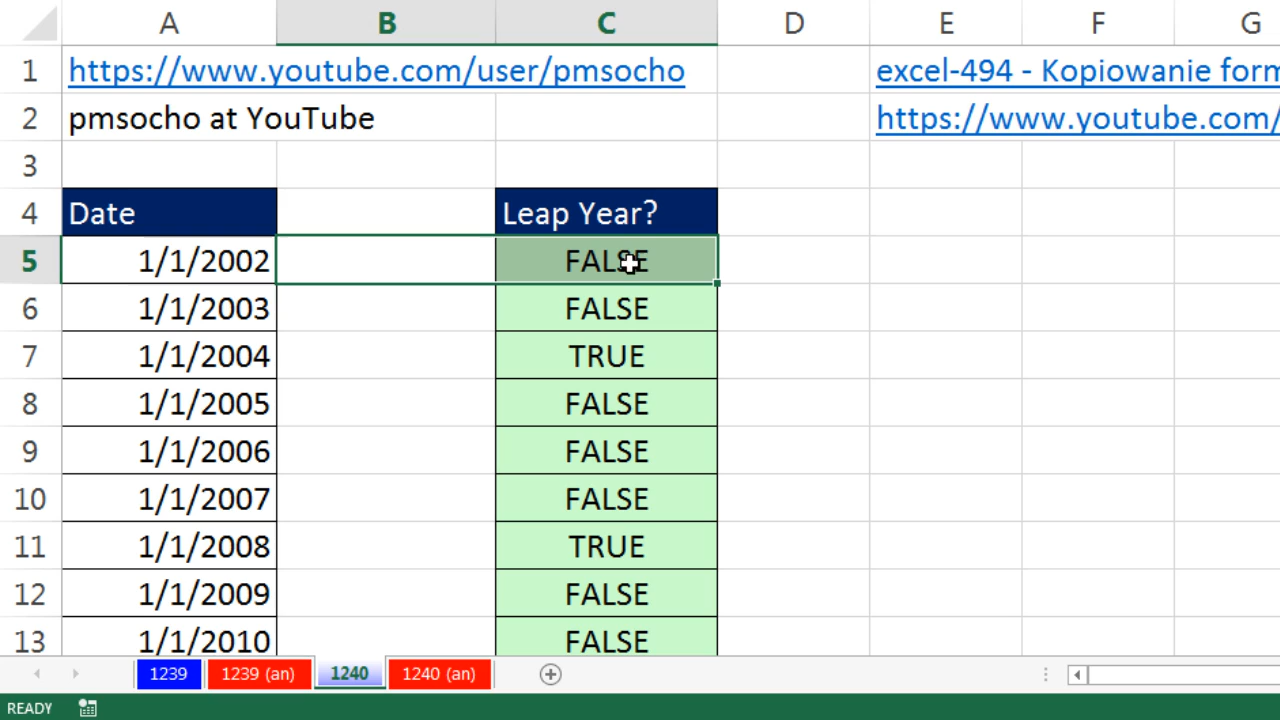 A B C D E F G
1 https://www.youtube.com/user/pmsocho excel-494 - Kopiowanie form
2 pmsocho at YouTube https://www.youtube.com/
3
4 Date Leap Year?
5 1/1/2002 FALSE
6 1/1/2003 FALSE
7 1/1/2004 TRUE
8 1/1/2005 FALSE
9 1/1/2006 FALSE
10 1/1/2007 FALSE
11 1/1/2008 TRUE
12 1/1/2009 FALSE
13 1/1/2010 FALSE
1239 1239 (an) 1240 1240 (an)
READY